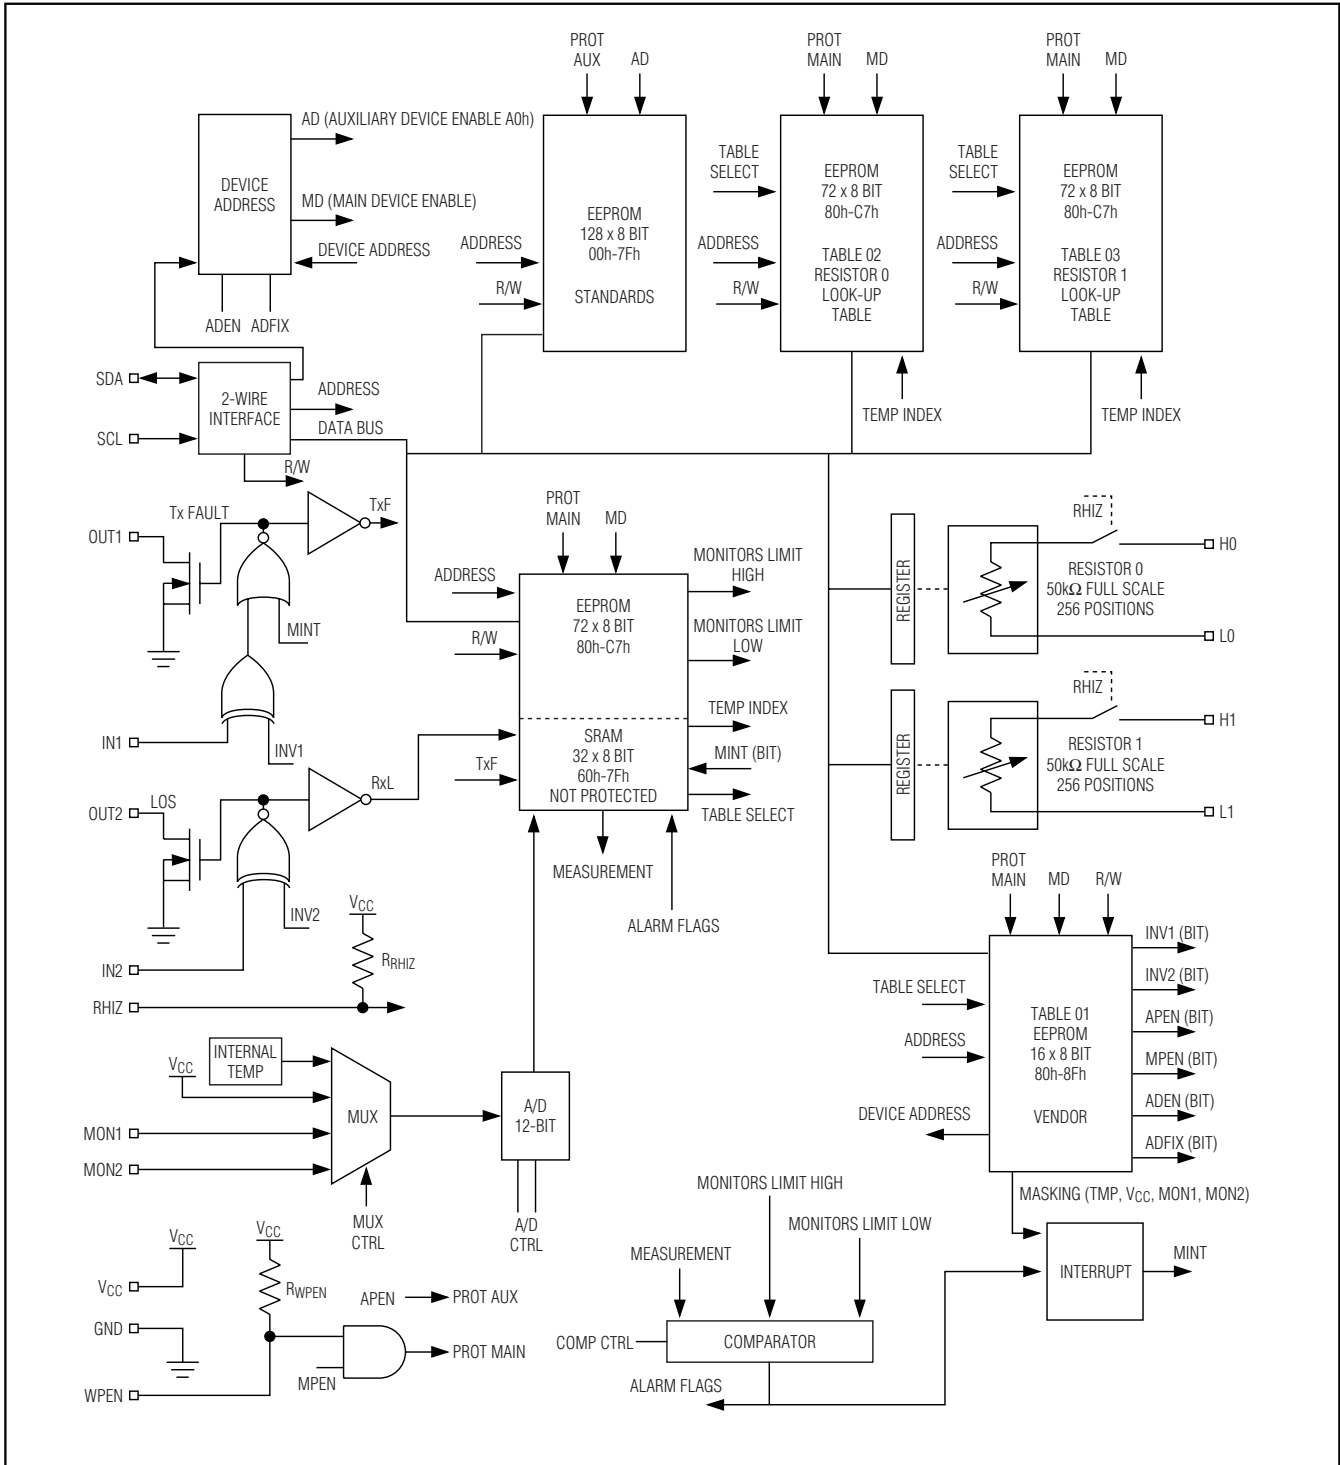 PROT
AUX
AD
PROT
MAIN
MD
PROT
MAIN
MD
AD (AUXILIARY DEVICE ENABLE A0h)
DEVICE
ADDRESS
MD (MAIN DEVICE ENABLE)
DEVICE ADDRESS
ADEN
ADFIX
ADDRESS
R/W
EEPROM
128 x 8 BIT
00h-7Fh
STANDARDS
TABLE
SELECT
ADDRESS
R/W
EEPROM
72 x 8 BIT
80h-C7h
TABLE 02
RESISTOR 0
LOOK-UP
TABLE
TABLE
SELECT
ADDRESS
R/W
EEPROM
72 x 8 BIT
80h-C7h
TABLE 03
RESISTOR 1
LOOK-UP
TABLE
TEMP INDEX
TEMP INDEX
SDA
SCL
2-WIRE
INTERFACE
ADDRESS
DATA BUS
R/W
Tx FAULT
TxF
OUT1
MINT
IN1
INV1
PROT
MAIN
MD
ADDRESS
R/W
EEPROM
72 x 8 BIT
80h-C7h
MONITORS LIMIT
HIGH
MONITORS LIMIT
LOW
TEMP INDEX
SRAM
32 x 8 BIT
60h-7Fh
NOT PROTECTED
MINT (BIT)
TxF
TABLE SELECT
MEASUREMENT
ALARM FLAGS
REGISTER
RHIZ
RESISTOR 0
50kΩ FULL SCALE
256 POSITIONS
H0
L0
REGISTER
RHIZ
RESISTOR 1
50kΩ FULL SCALE
256 POSITIONS
H1
L1
RxL
LOS
OUT2
INV2
IN2
VCC
RRHIZ
RHIZ
PROT
MAIN
MD
R/W
TABLE SELECT
ADDRESS
DEVICE ADDRESS
TABLE 01
EEPROM
16 x 8 BIT
80h-8Fh
VENDOR
INV1 (BIT)
INV2 (BIT)
APEN (BIT)
MPEN (BIT)
ADEN (BIT)
ADFIX (BIT)
INTERNAL
TEMP
VCC
MON1
MON2
MUX
MUX
CTRL
A/D
12-BIT
A/D
CTRL
MASKING (TMP, VCC, MON1, MON2)
INTERRUPT
MINT
MONITORS LIMIT HIGH
MONITORS LIMIT LOW
MEASUREMENT
COMP CTRL
COMPARATOR
ALARM FLAGS
VCC
VCC
GND
WPEN
VCC
RWPEN
APEN
PROT AUX
MPEN
PROT MAIN